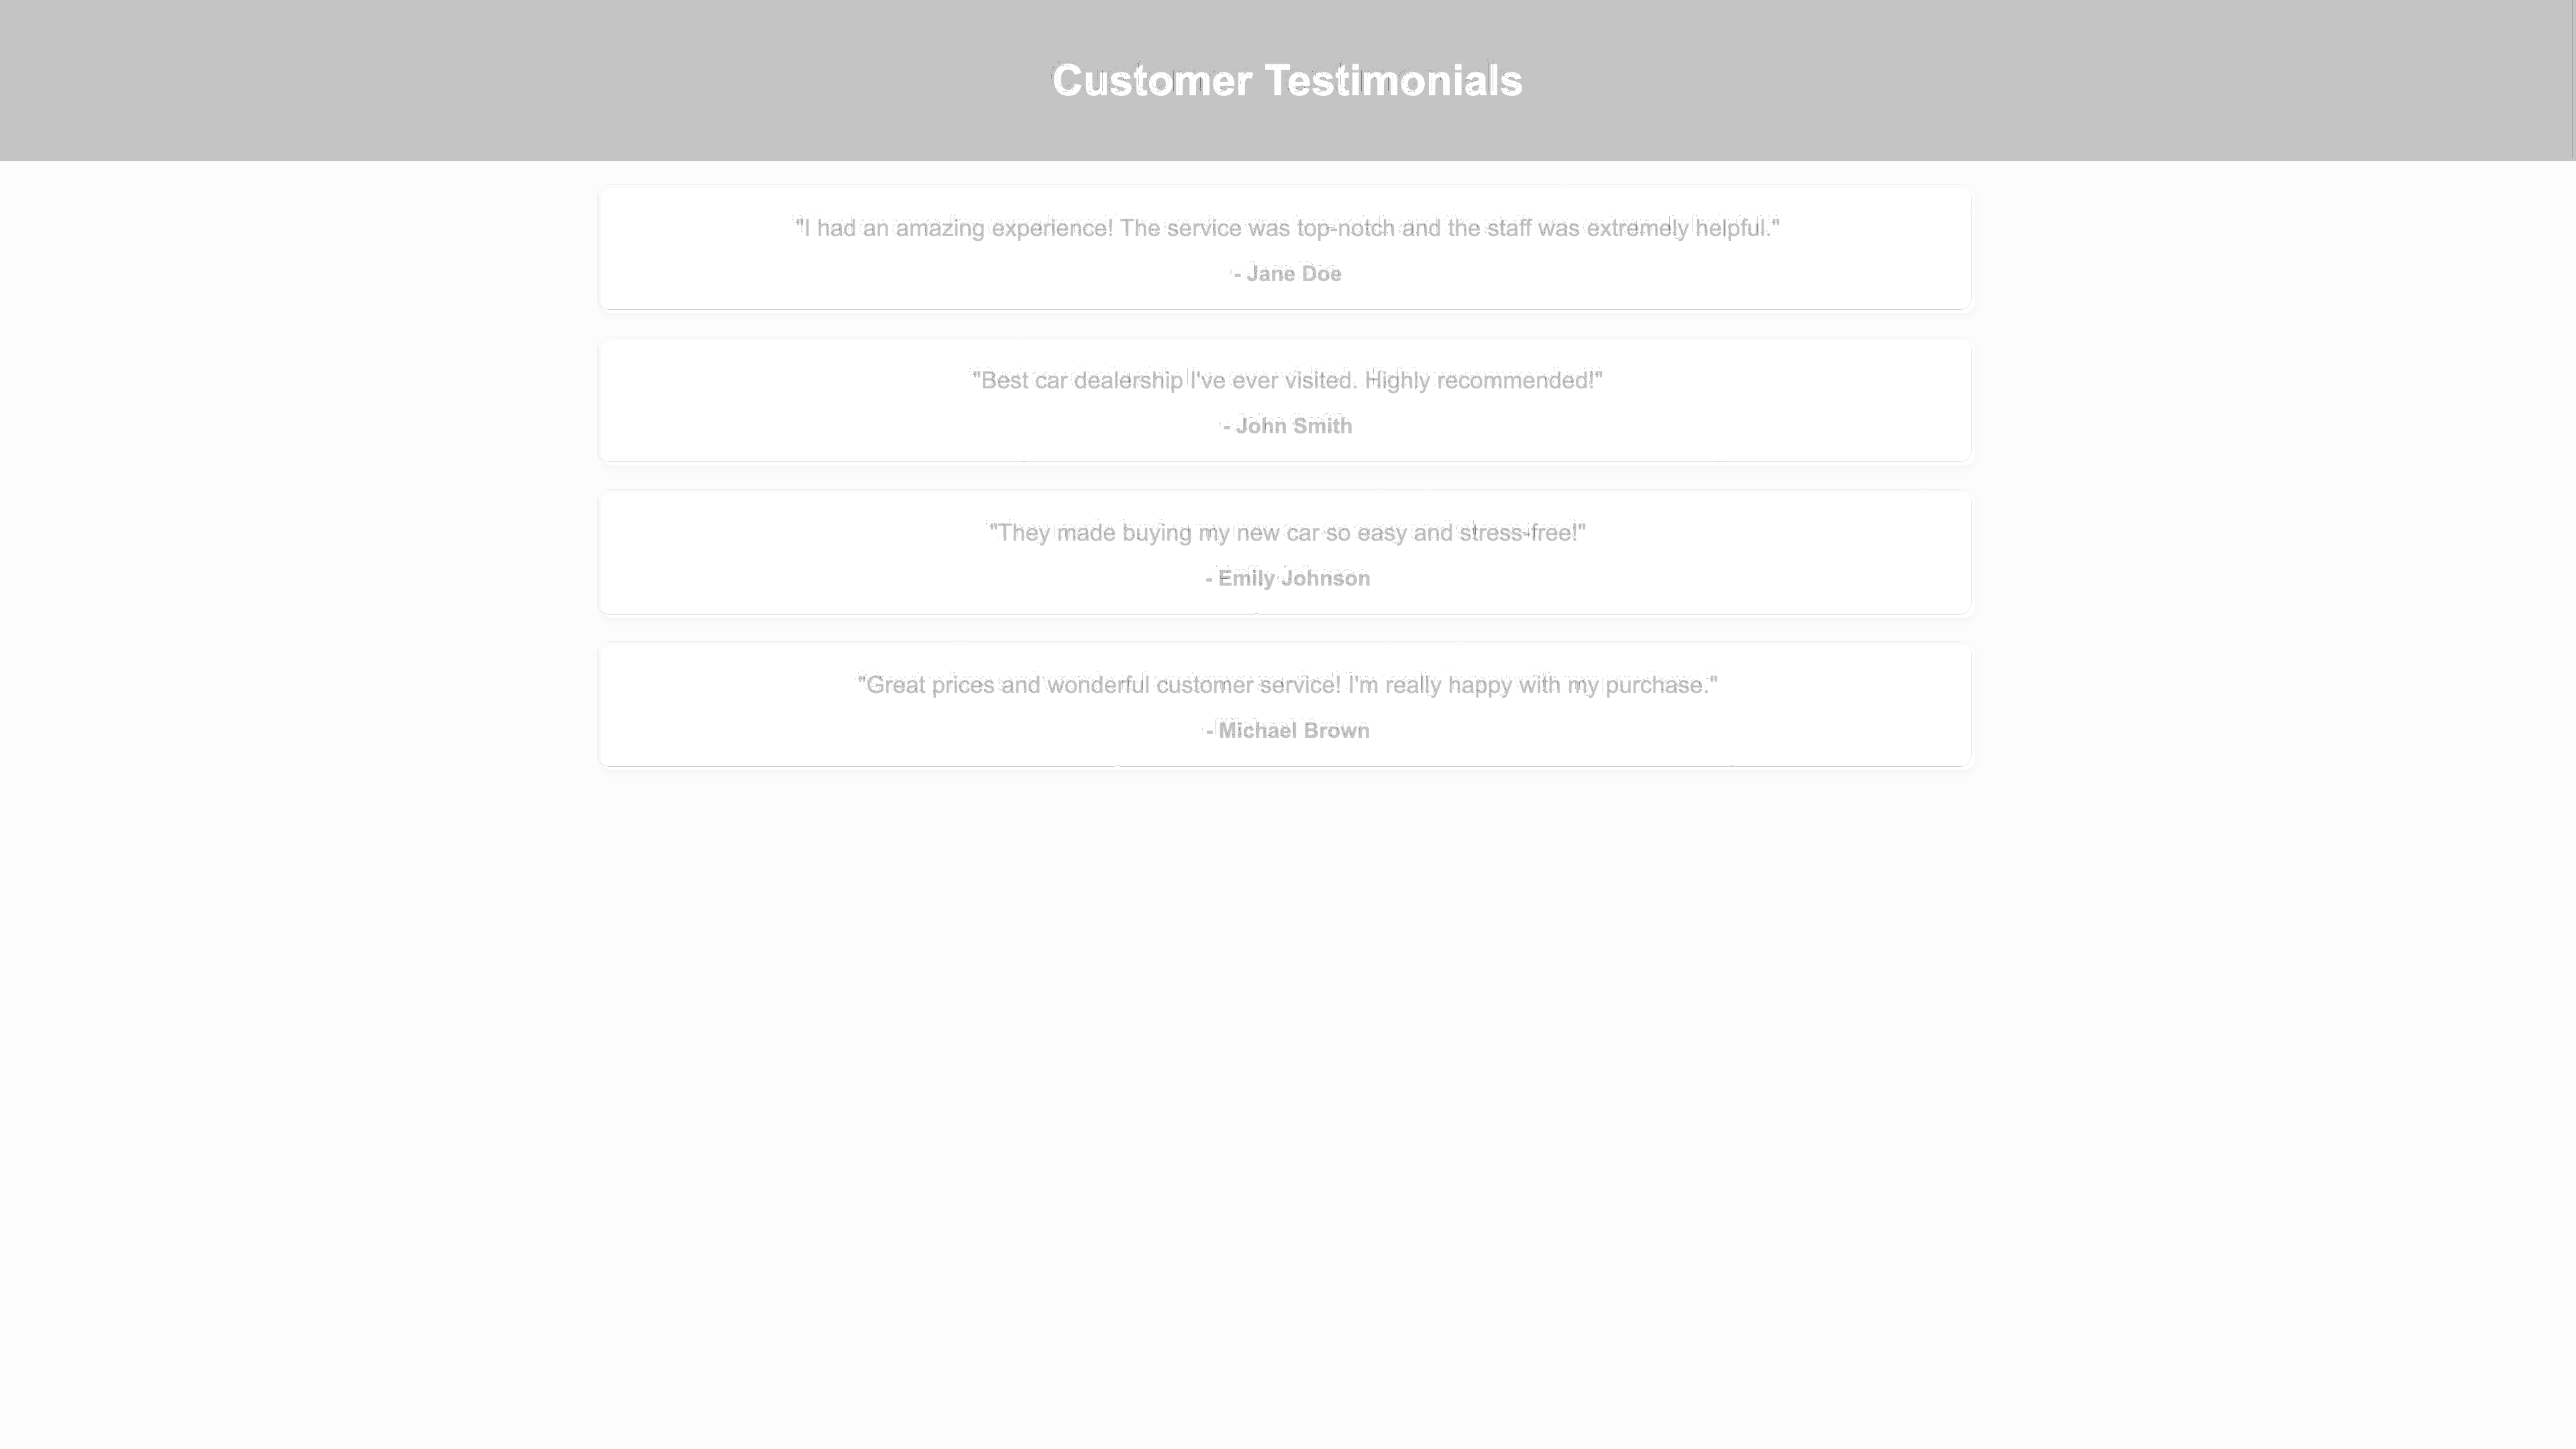 Customer Testimonials
"I had an amazing experience! The service was top-notch and the staff was extremely helpful."
- Jane Doe
"Best car dealership I've ever visited. Highly recommended!"
- John Smith
"They made buying my new car so easy and stress-free!"
- Emily Johnson
"Great prices and wonderful customer service! I'm really happy with my purchase."
- Michael Brown